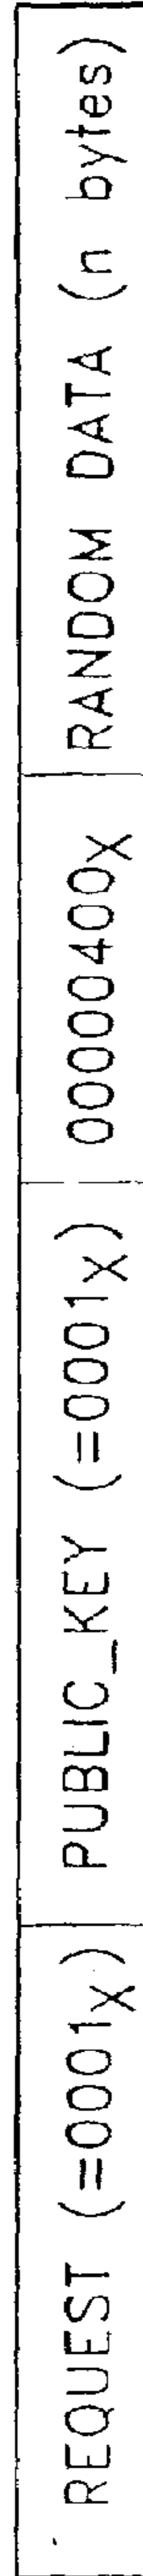 REQUEST (=0001x) PUBLIC_KEY (=0001x) 00000400x RANDOM DATA (n bytes)